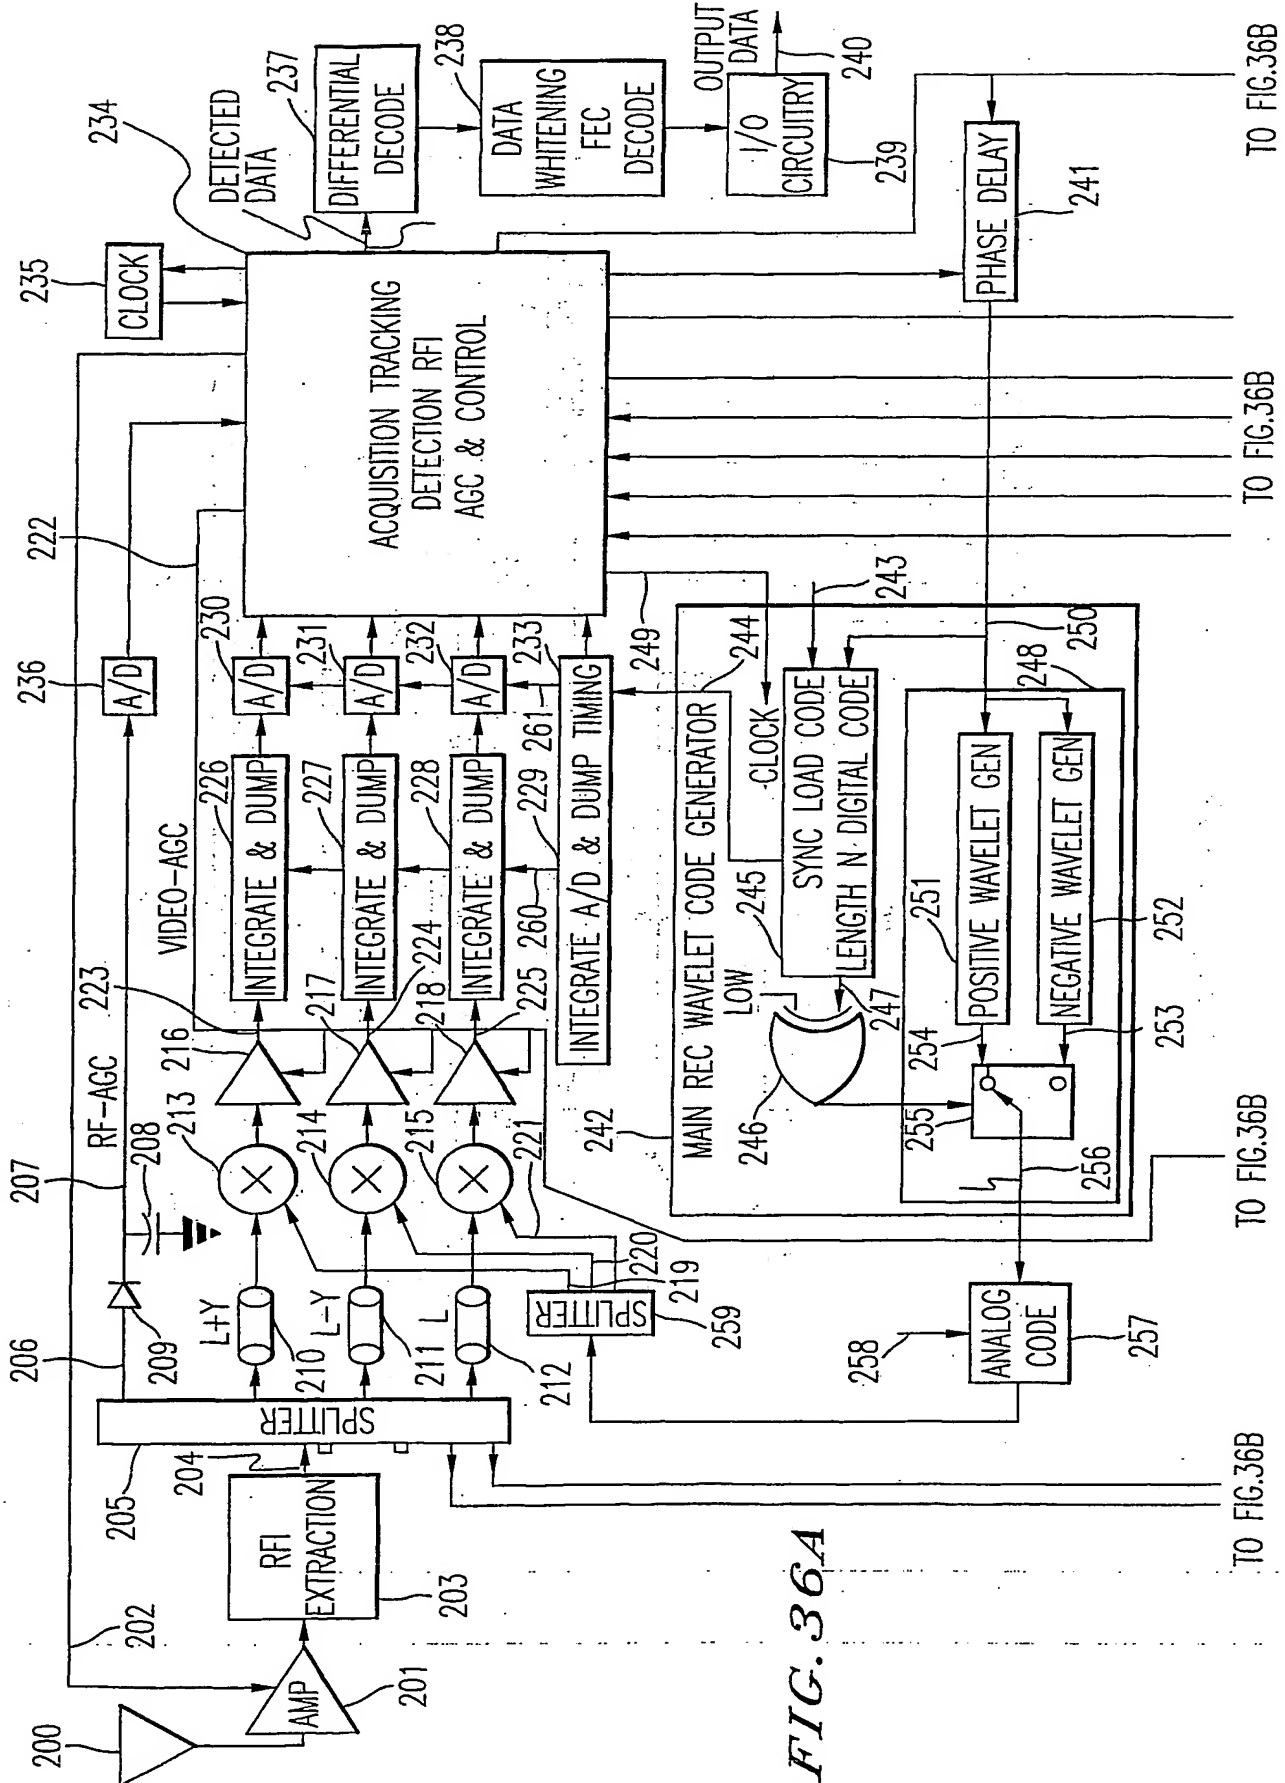 200
AMP
201
202
RFI
EXTRACTION
203
204
205
SPLITTER
206
207
RF-AGC
208
209
L+Y
210
L-Y
211
L
212
213
214
215
216
217
218
219
220
221
SPLITTER
259
VIDEO-AGC
222
223
224
225
INTEGRATE & DUMP
226
INTEGRATE & DUMP
227
INTEGRATE & DUMP
228
229
260
261
INTEGRATE A/D & DUMP TIMING
A/D
230
A/D
231
A/D
232
233
A/D
236
CLOCK
235
234
ACQUISITION TRACKING
DETECTION RFI
AGC & CONTROL
DETECTED
DATA
DIFFERENTIAL
DECODE
237
DATA
WHITENING
FEC
DECODE
238
I/O
CIRCUITRY
239
OUTPUT
DATA
240
PHASE DELAY
241
242
MAIN REC WAVELET CODE GENERATOR
243
244
CLOCK
249
SYNC LOAD CODE
LENGTH N DIGITAL CODE
245
LOW
246
247
248
250
POSITIVE WAVELET GEN
251
NEGATIVE WAVELET GEN
252
253
254
255
256
ANALOG
CODE
257
258
TO FIG.36B
TO FIG.36B
TO FIG.36B
TO FIG.36B
FIG. 36A